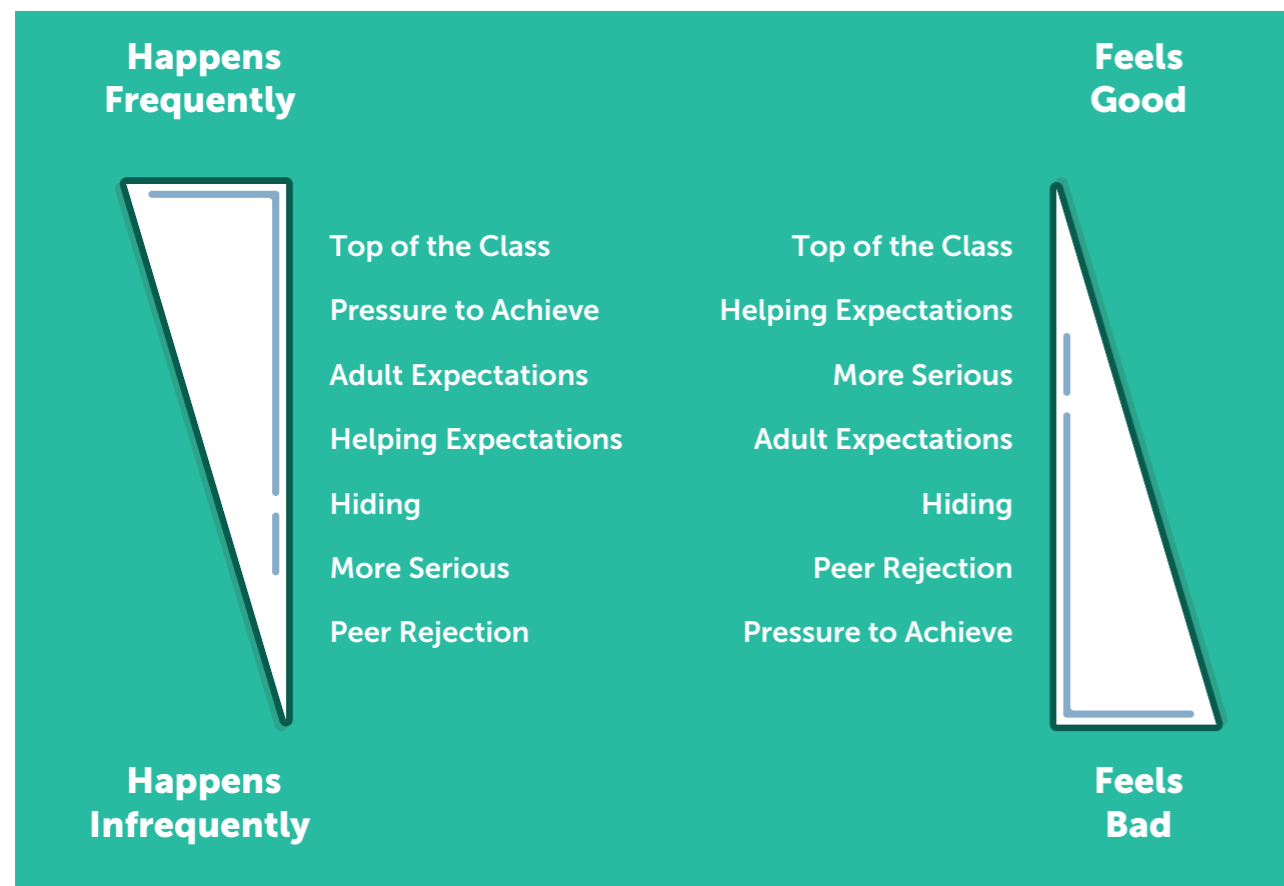 Happens
Frequently
Feels
Good
Top of the Class
Pressure to Achieve
Adult Expectations
Helping Expectations
Hiding
More Serious
Peer Rejection
Top of the Class
Helping Expectations
More Serious
Adult Expectations
Hiding
Peer Rejection
Pressure to Achieve
Happens
Infrequently
Feels
Bad